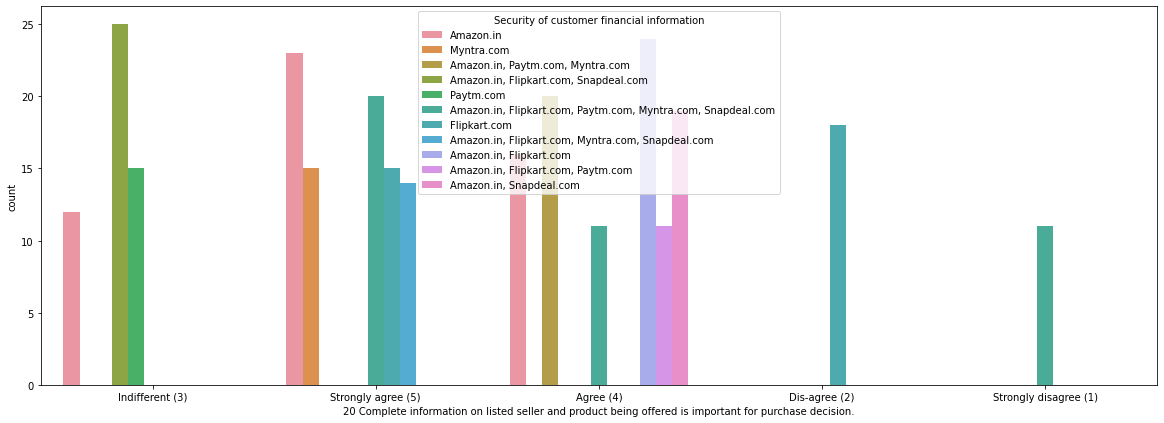 Security of customer financial information
Amazon.in
Myntra.com
Amazon.in, Paytm.com, Myntra.com
Amazon.in, Flipkart.com, Snapdeal.com
Paytm.com
Amazon.in, Flipkart.com, Paytm.com, Myntra.com, Snapdeal.com
Flipkart.com
Amazon.in, Flipkart.com, Myntra.com, Snapdeal.com
Amazon.in, Flipkart.com
Amazon.in, Flipkart.com, Paytm.com
Amazon.in, Snapdeal.com
25
20
15
10
5
0
count
Indifferent (3) Strongly agree (5) Agree (4) Dis-agree (2) Strongly disagree (1)
20 Complete information on listed seller and product being offered is important for purchase decision.